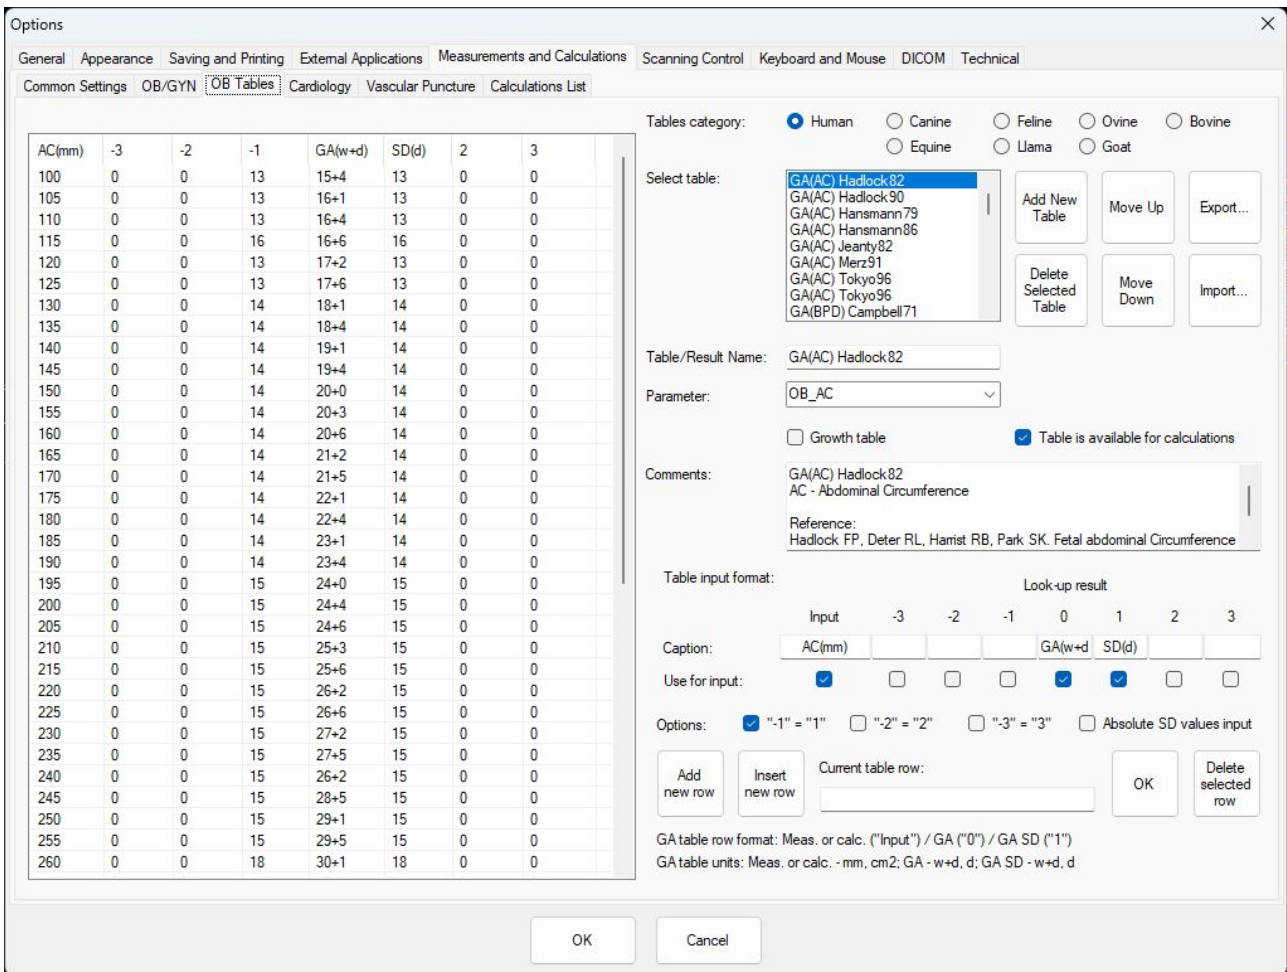 Options
General Appearance Saving and Printing External Applications Measurements and Calculations Scanning Control Keyboard and Mouse DICOM Technical
Common Settings OB/GYN OB Tables Cardiology Vascular Puncture Calculations List
AC(mm) -3 -2 -1 GA(w+d) SD(d) 2 3
100 0 0 13 15+4 13 0 0
105 0 0 13 16+1 13 0 0
110 0 0 13 16+4 13 0 0
115 0 0 16 16+6 16 0 0
120 0 0 13 17+2 13 0 0
125 0 0 13 17+6 13 0 0
130 0 0 14 18+1 14 0 0
135 0 0 14 18+4 14 0 0
140 0 0 14 19+1 14 0 0
145 0 0 14 19+4 14 0 0
150 0 0 14 20+0 14 0 0
155 0 0 14 20+3 14 0 0
160 0 0 14 20+6 14 0 0
165 0 0 14 21+2 14 0 0
170 0 0 14 21+5 14 0 0
175 0 0 14 22+1 14 0 0
180 0 0 14 22+4 14 0 0
185 0 0 14 23+1 14 0 0
190 0 0 14 23+4 14 0 0
195 0 0 15 24+0 15 0 0
200 0 0 15 24+4 15 0 0
205 0 0 15 24+6 15 0 0
210 0 0 15 25+3 15 0 0
215 0 0 15 25+6 15 0 0
220 0 0 15 26+2 15 0 0
225 0 0 15 26+6 15 0 0
230 0 0 15 27+2 15 0 0
235 0 0 15 27+5 15 0 0
240 0 0 15 26+2 15 0 0
245 0 0 15 28+5 15 0 0
250 0 0 15 29+1 15 0 0
255 0 0 15 29+5 15 0 0
260 0 0 18 30+1 18 0 0
Tables category: Human Canine Feline Ovine Bovine
Equine Llama Goat
Select table:
GA(AC) Hadlock82
GA(AC) Hadlock90
GA(AC) Hansmann79
GA(AC) Hansmann86
GA(AC) Jeanty82
GA(AC) Merz91
GA(AC) Tokyo96
GA(AC) Tokyo96
GA(BPD) Campbell71
Add New
Table
Move Up
Export...
Delete
Selected
Table
Move
Down
Import...
Table/Result Name: GA(AC) Hadlock82
Parameter: OB_AC
Growth table Table is available for calculations
Comments:
GA(AC) Hadlock82
AC - Abdominal Circumference
Reference:
Hadlock FP, Deter RL, Harrist RB, Park SK. Fetal abdominal Circumference
Table input format:
Look-up result
Input -3 -2 -1 0 1 2 3
Caption: AC(mm) GA(w+d SD(d)
Use for input:
Options: "-1" = "1" "-2" = "2" "-3" = "3" Absolute SD values input
Add
new row
Insert
new row
Current table row:
OK
Delete
selected
row
GA table row format: Meas. or calc. ("Input") / GA ("0") / GA SD ("1")
GA table units: Meas. or calc. - mm, cm2; GA - w+d, d; GA SD - w+d, d
OK Cancel